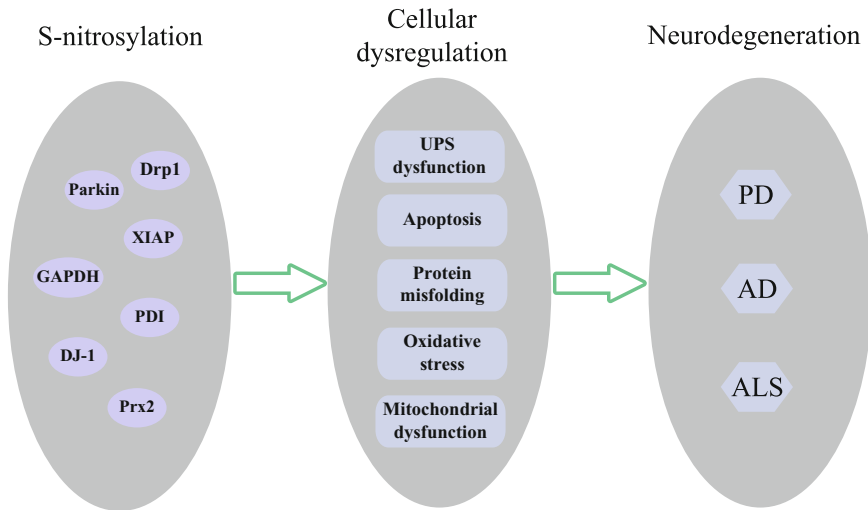 S-nitrosylation
Drp1
Parkin
XIAP
GAPDH
PDI
DJ-1
Prx2
Cellular
dysregulation
UPS
dysfunction
Apoptosis
Protein
misfolding
Oxidative
stress
Mitochondrial
dysfunction
Neurodegeneration
PD
AD
ALS